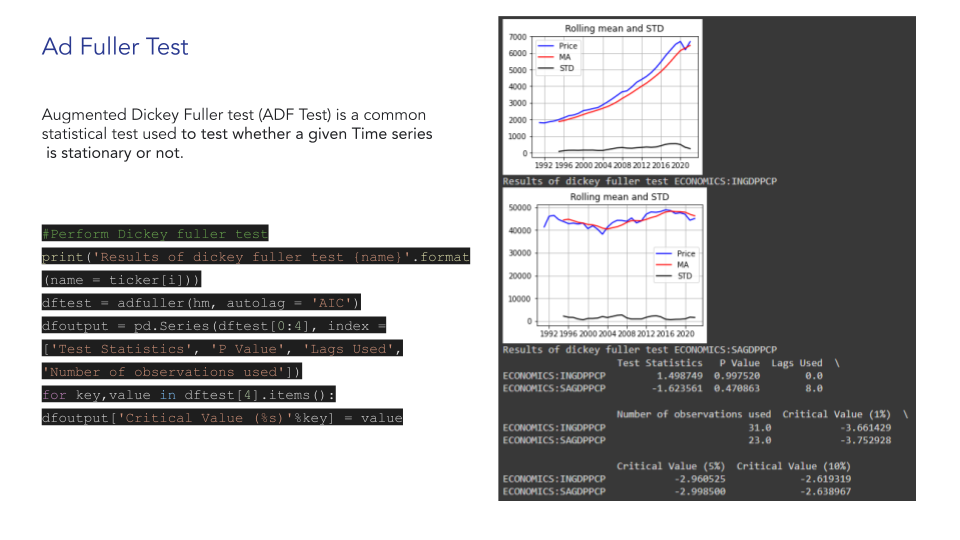 Ad Fuller Test
Augmented Dickey Fuller test (ADF Test) is a common
statistical test used to test whether a given Time series
is stationary or not.
#Perform Dickey fuller test
print('Results of dickey fuller test {name}'.format
(name = ticker[i]))
dftest = adfuller(hm, autolag = 'AIC')
dfoutput = pd.Series(dftest[0:4], index =
['Test Statistics', 'P Value', 'Lags Used',
'Number of observations used'])
for key,value in dftest[4].items():
dfoutput['Critical Value (%s)'%key] = value
Rolling mean and STD
7000
6000
5000
4000
3000
2000
1000
0
Price
MA
STD
1992 1996 2000 2004 2008 2012 2016 2020
Results of dickey fuller test ECONOMICS:INGDPPCP
Rolling mean and STD
50000
40000
30000
20000
10000
0
Price
MA
STD
1992 1996 2000 2004 2008 2012 2016 2020
Results of dickey fuller test ECONOMICS:SAGDPPCP
Test Statistics P Value Lags Used \
ECONOMICS:INGDPPCP 1.498749 0.997520 0.0
ECONOMICS:SAGDPPCP -1.623561 0.470863 8.0
Number of observations used Critical Value (1%) \
ECONOMICS:INGDPPCP 31.0 -3.661429
ECONOMICS:SAGDPPCP 23.0 -3.752928
Critical Value (5%) Critical Value (10%)
ECONOMICS:INGDPPCP -2.960525 -2.619319
ECONOMICS:SAGDPPCP -2.998500 -2.638967